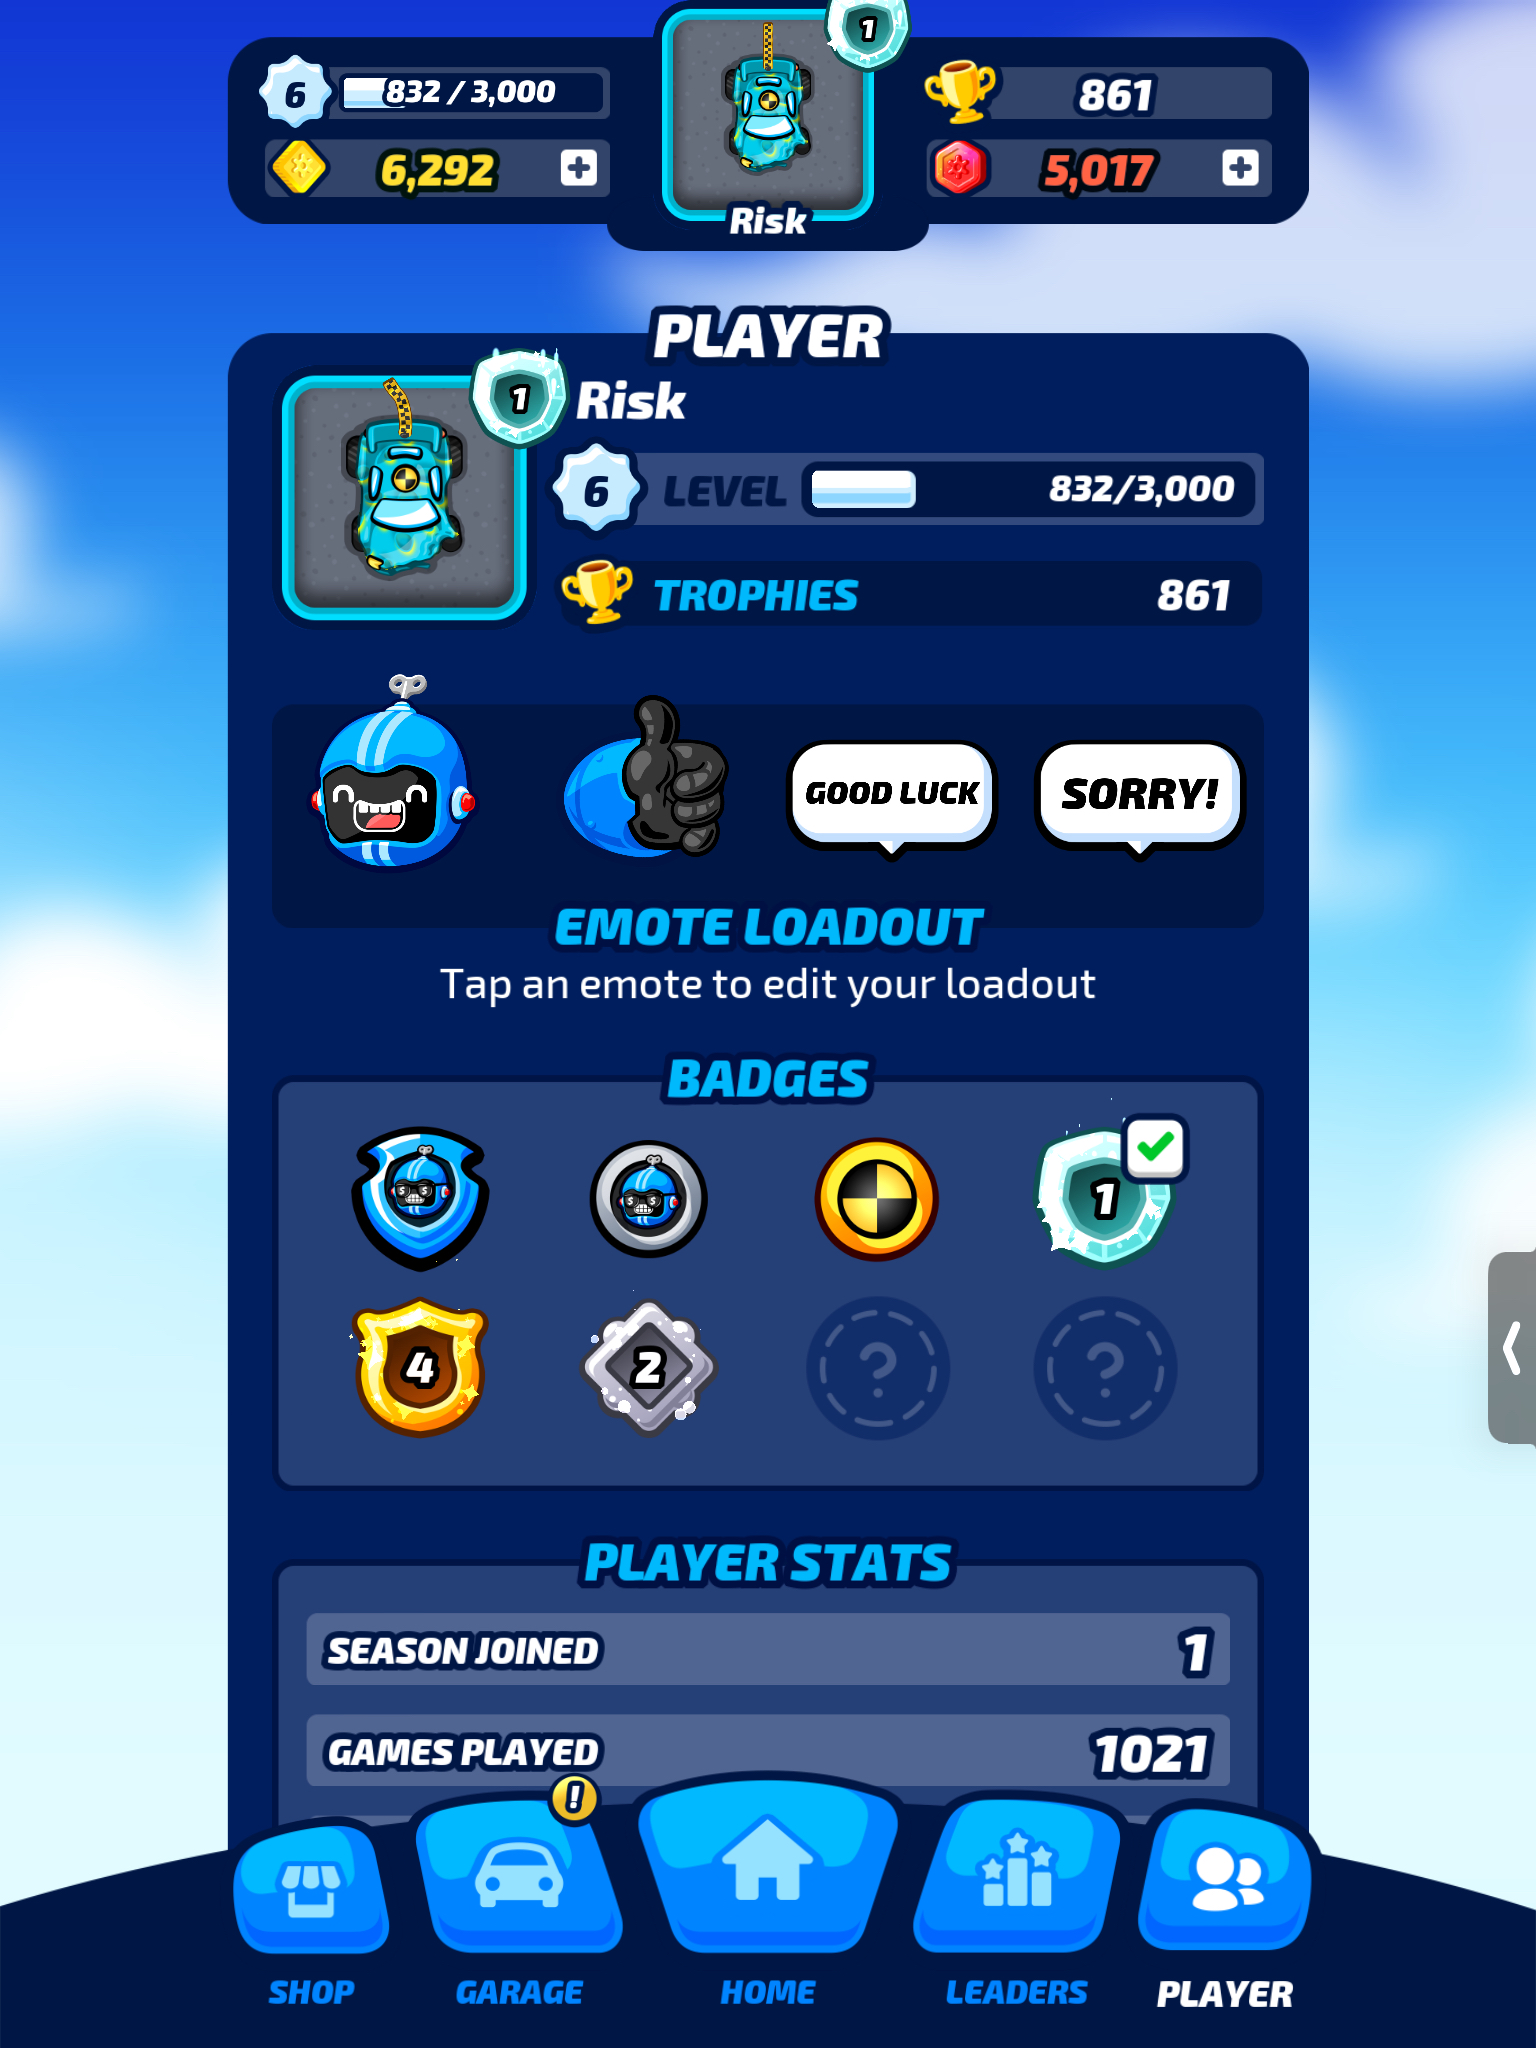 1
6
832 / 3,000
861
6,292
5,017
Risk
PLAYER
1
Risk
6
LEVEL
832/3,000
TROPHIES
861
GOOD LUCK
SORRY!
EMOTE LOADOUT
Tap an emote to edit your loadout
BADGES
1
4
2
?
?
PLAYER STATS
SEASON JOINED
1
GAMES PLAYED
1021
!
SHOP
GARAGE
HOME
LEADERS
PLAYER